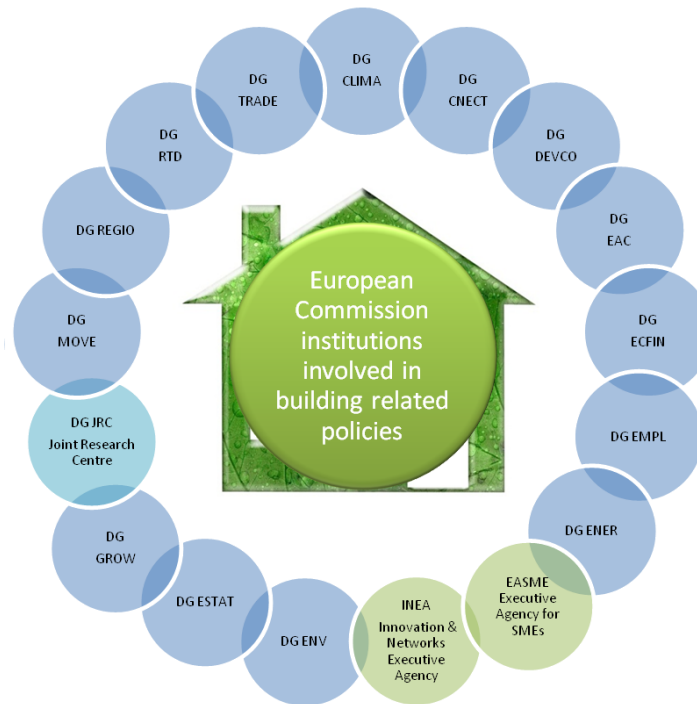 DG
CLIMA
DG
CNECT
DG
DEVCO
DG
EAC
DG
ECFIN
DG EMPL
DG ENER
EASME
Executive
Agency for
SMEs
INEA
Innovation &
Networks
Executive
Agency
DG ENV
DG ESTAT
DG
GROW
DG JRC
Joint Research
Centre
DG
MOVE
DG REGIO
DG
RTD
DG
TRADE
European
Commission
institutions
involved in
building related
policies